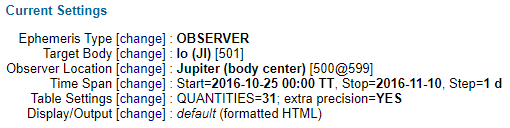 Current Settings
Ephemeris Type [change] : OBSERVER
Target Body [change] : Io (JI) [501]
Observer Location [change] : Jupiter (body center) [500@599]
Time Span [change] : Start=2016-10-25 00:00 TT, Stop=2016-11-10, Step=1 d
Table Settings [change] : QUANTITIES=31; extra precision=YES
Display/Output [change] : default (formatted HTML)